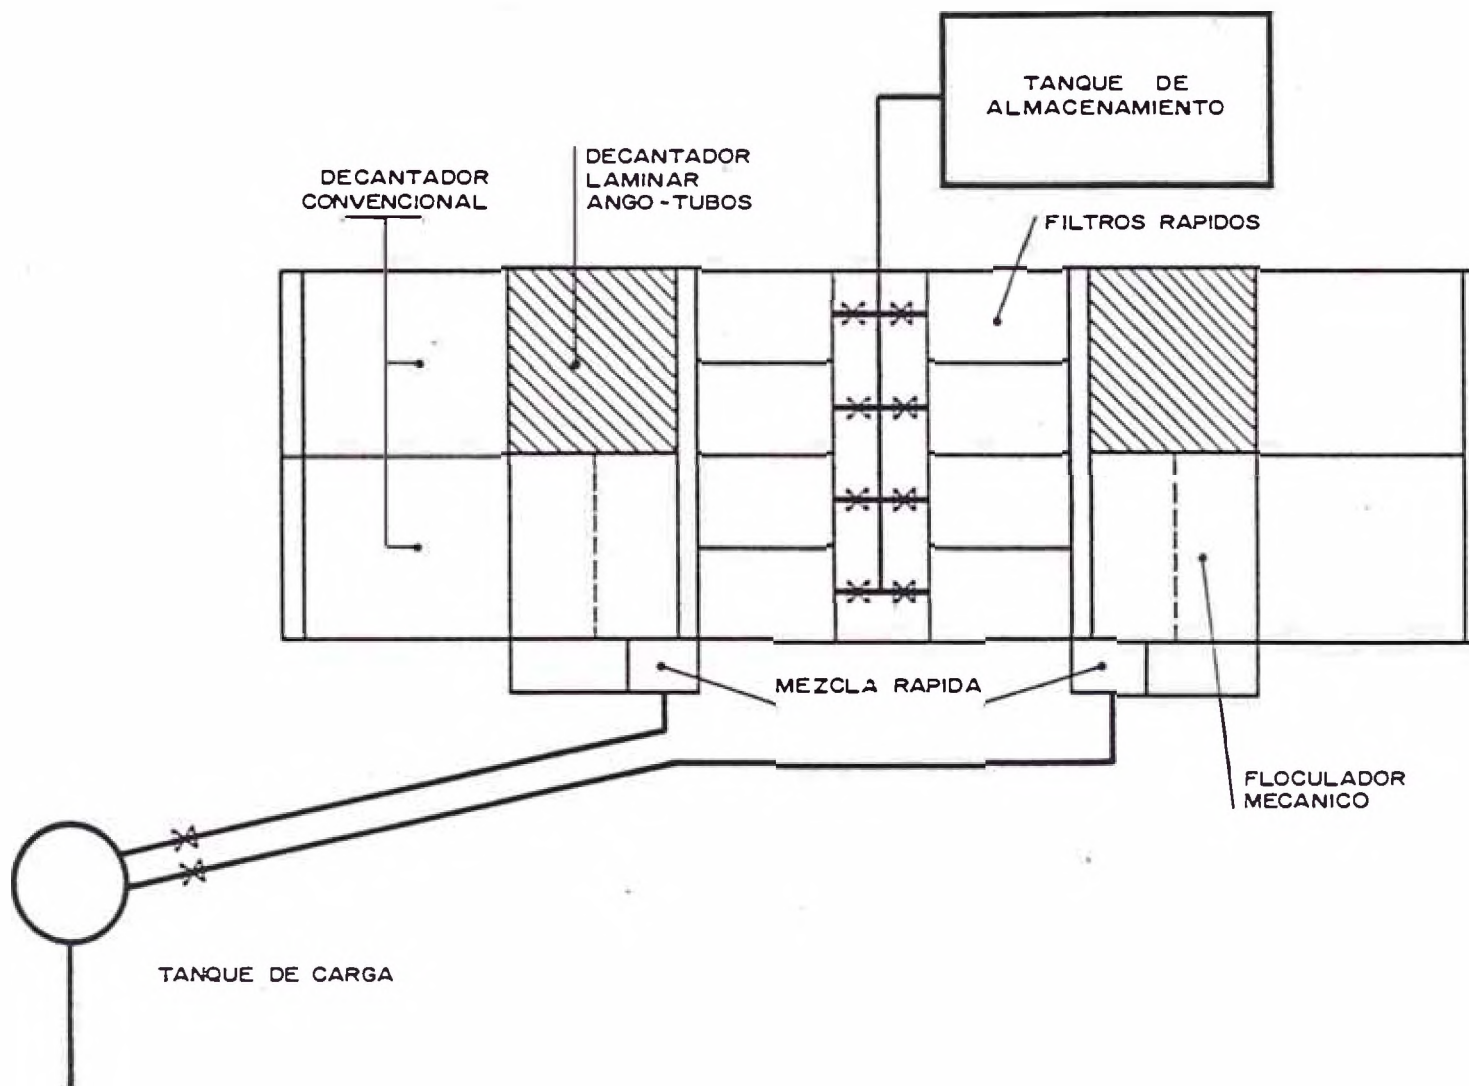 TANQUE DE
ALMACENAMIENTO
DECANTADOR
LAMINAR
ANGO-TUBOS
DECANTADOR
CONVENCIONAL
FILTROS RAPIDOS
MEZCLA RAPIDA
FLOCULADOR
MECANICO
TANQUE DE CARGA